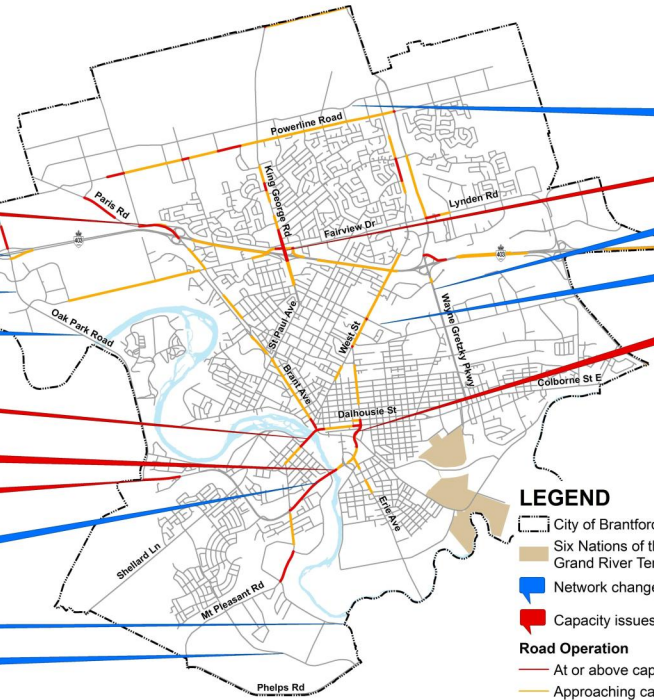 Powerline Road
King George Rd
Paris Rd
Lynden Rd
Fairview Dr
403
403
Oak Park Road
St Paul Ave
West St
Wayne Gretzky Pkwy
Brant Ave
Colborne St E
Dalhousie St
Erie Ave
Shellard Ln
Mt Pleasant Rd
Phelps Rd
LEGEND
City of Brantford
Six Nations of th
Grand River Ter
Network change
Capacity issues
Road Operation
At or above cap
Approaching ca